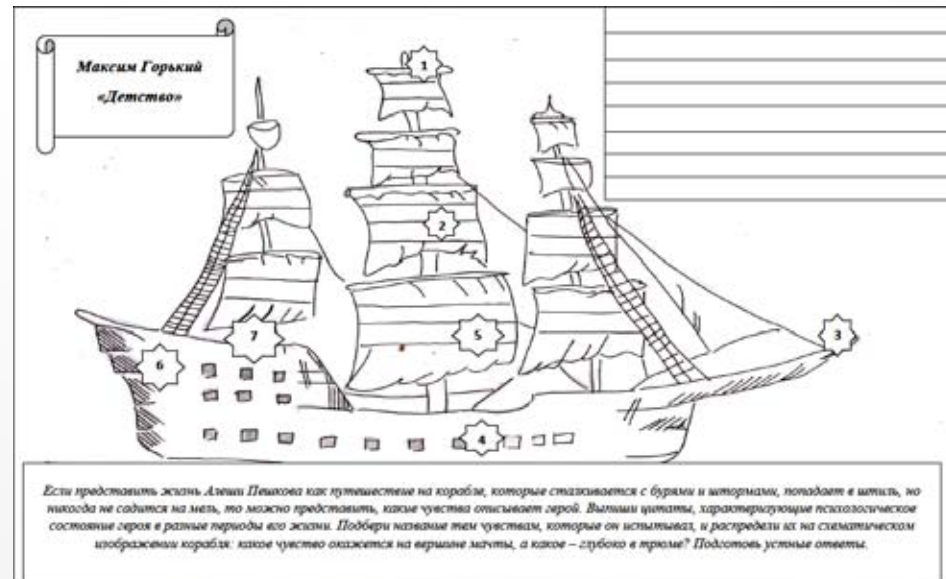 Максим Горький
«Детство»
1
2
3
7
5
6
4
Если представить жизнь Алеши Пешкова как путешествие на корабле, которые сталкивается с бурями и штормами, попадает в штиль, но
никогда не садится на мель, то можно представить, какие чувства описывает герой. Выпиши цитаты, характеризующие психологическое
состояние героя в разные периоды его жизни. Подбери название тем чувствам, которые он испытывал, и распредели их на схематическом
изображении корабля: какое чувство окажется на вершине мачты, а какое – глубоко в трюме? Подготовь устные ответы.